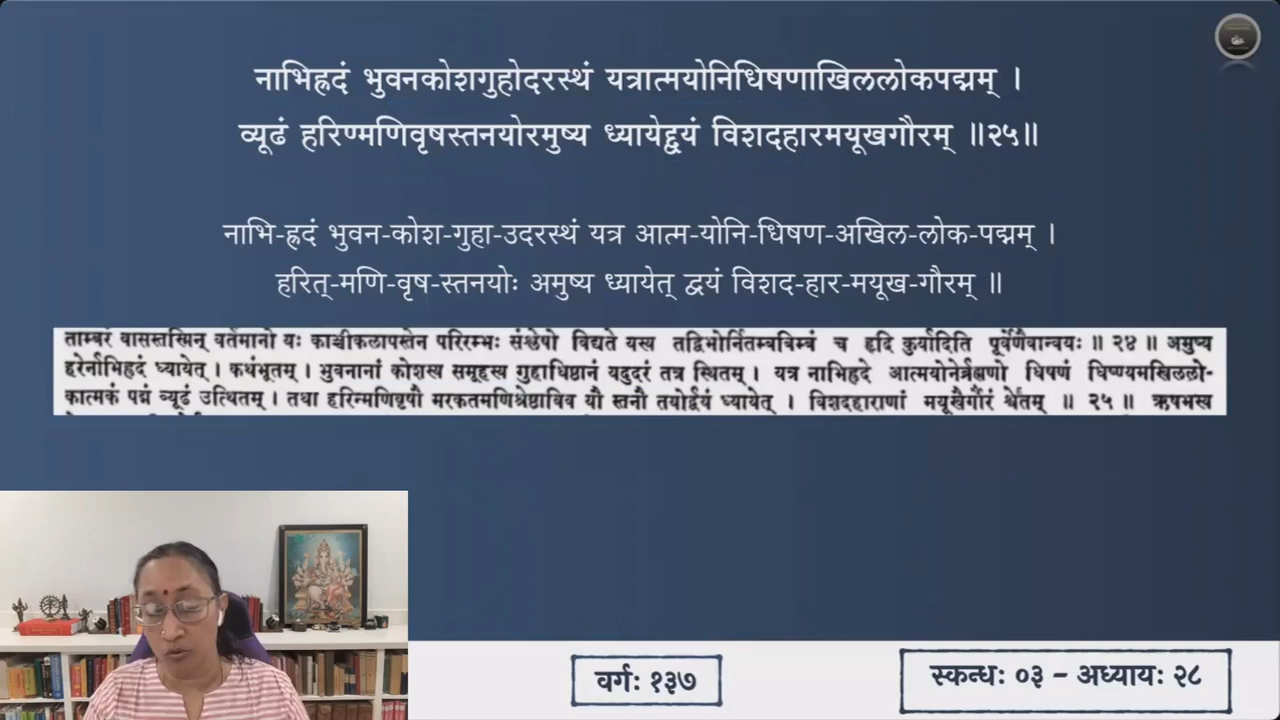 नाभिह्रदं भुवनकोशगुहोदरस्थं यत्रात्मयोनिधिषणाखिललोकपद्मम् ।
व्यूढं हरिण्मणिवृषस्तनयोरमुष्य ध्यायेद्द्वयं विशदहारमयूखगौरम् ॥२५॥
नाभि-ह्रदं भुवन-कोश-गुहा-उदरस्थं यत्र आत्म-योनि-धिषण-अखिल-लोक-पद्मम् ।
हरित्-मणि-वृष-स्तनयोः अमुष्य ध्यायेत् द्वयं विशद-हार-मयूख-गौरम् ॥
ताम्बरं वासस्तस्मिन् वर्तमानो यः काञ्चीकलापस्तेन परिरम्भः संश्लेषो विद्यते यस्य तद्विभोर्नितम्बबिम्बं च हृदि कुर्यादिति पूर्वेणैवान्वयः ॥ २४ ॥ अमुष्य
हरेर्नाभिह्रदं ध्यायेत् । कथंभूतम् । भुवनानां कोशस्य समूहस्य गुहाधिष्ठानं यदुदरं तत्र स्थितम् । यत्र नाभिह्रदे आत्मयोनेर्ब्रह्मणो धिषणं धिष्ण्यमखिललो-
कात्मकं पद्मं व्यूढं उत्थितम् । तथा हरिन्मणिवृषौ मरकतमणिश्रेष्ठाविव यौ स्तनौ तयोर्द्वयं ध्यायेत् । विशदहाराणां मयूखैर्गौरं श्वेतम् ॥ २५ ॥ ऋषभस्य
वर्गः १३७
स्कन्धः ०३ - अध्यायः २८